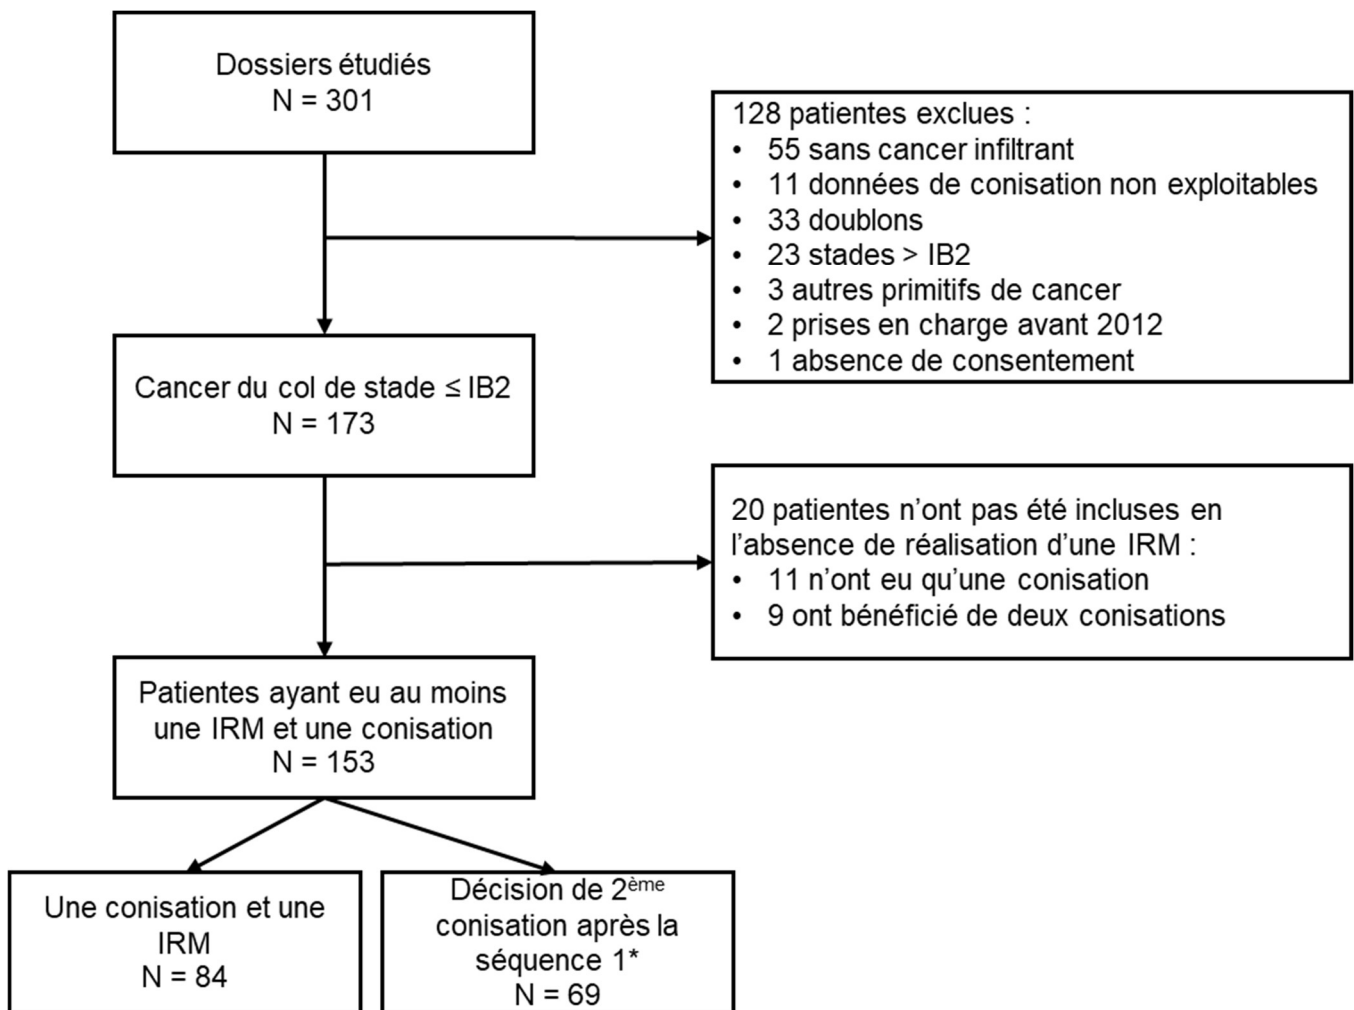 Dossiers étudiés
N = 301
128 patientes exclues :
• 55 sans cancer infiltrant
• 11 données de conisation non exploitables
• 33 doublons
• 23 stades > IB2
• 3 autres primitifs de cancer
• 2 prises en charge avant 2012
• 1 absence de consentement
Cancer du col de stade ≤ IB2
N = 173
20 patientes n’ont pas été incluses en
l’absence de réalisation d’une IRM :
• 11 n’ont eu qu’une conisation
• 9 ont bénéficié de deux conisations
Patientes ayant eu au moins
une IRM et une conisation
N = 153
Une conisation et une
IRM
N = 84
Décision de 2ème
conisation après la
séquence 1*
N = 69